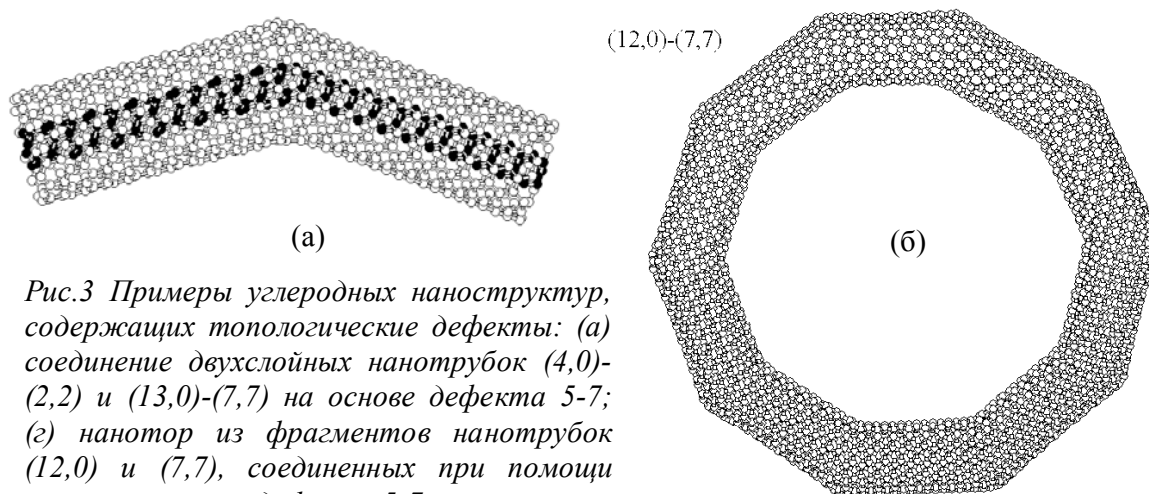 (12,0)-(7,7)
(а)
(б)
Рис.3 Примеры углеродных наноструктур,
содержащих топологические дефекты: (а)
соединение двухслойных нанотрубок (4,0)-
(2,2) и (13,0)-(7,7) на основе дефекта 5-7;
(г) нанотор из фрагментов нанотрубок
(12,0) и (7,7), соединенных при помощи